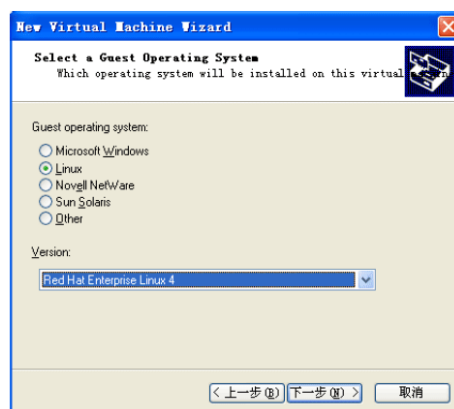 New Virtual Machine Wizard
Select a Guest Operating System
Which operating system will be installed on this virtual
Guest operating system:
Microsoft Windows
Linux
Novell NetWare
Sun Solaris
Other
Version:
Red Hat Enterprise Linux 4
< 上一步(B) 下一步(N) > 取消